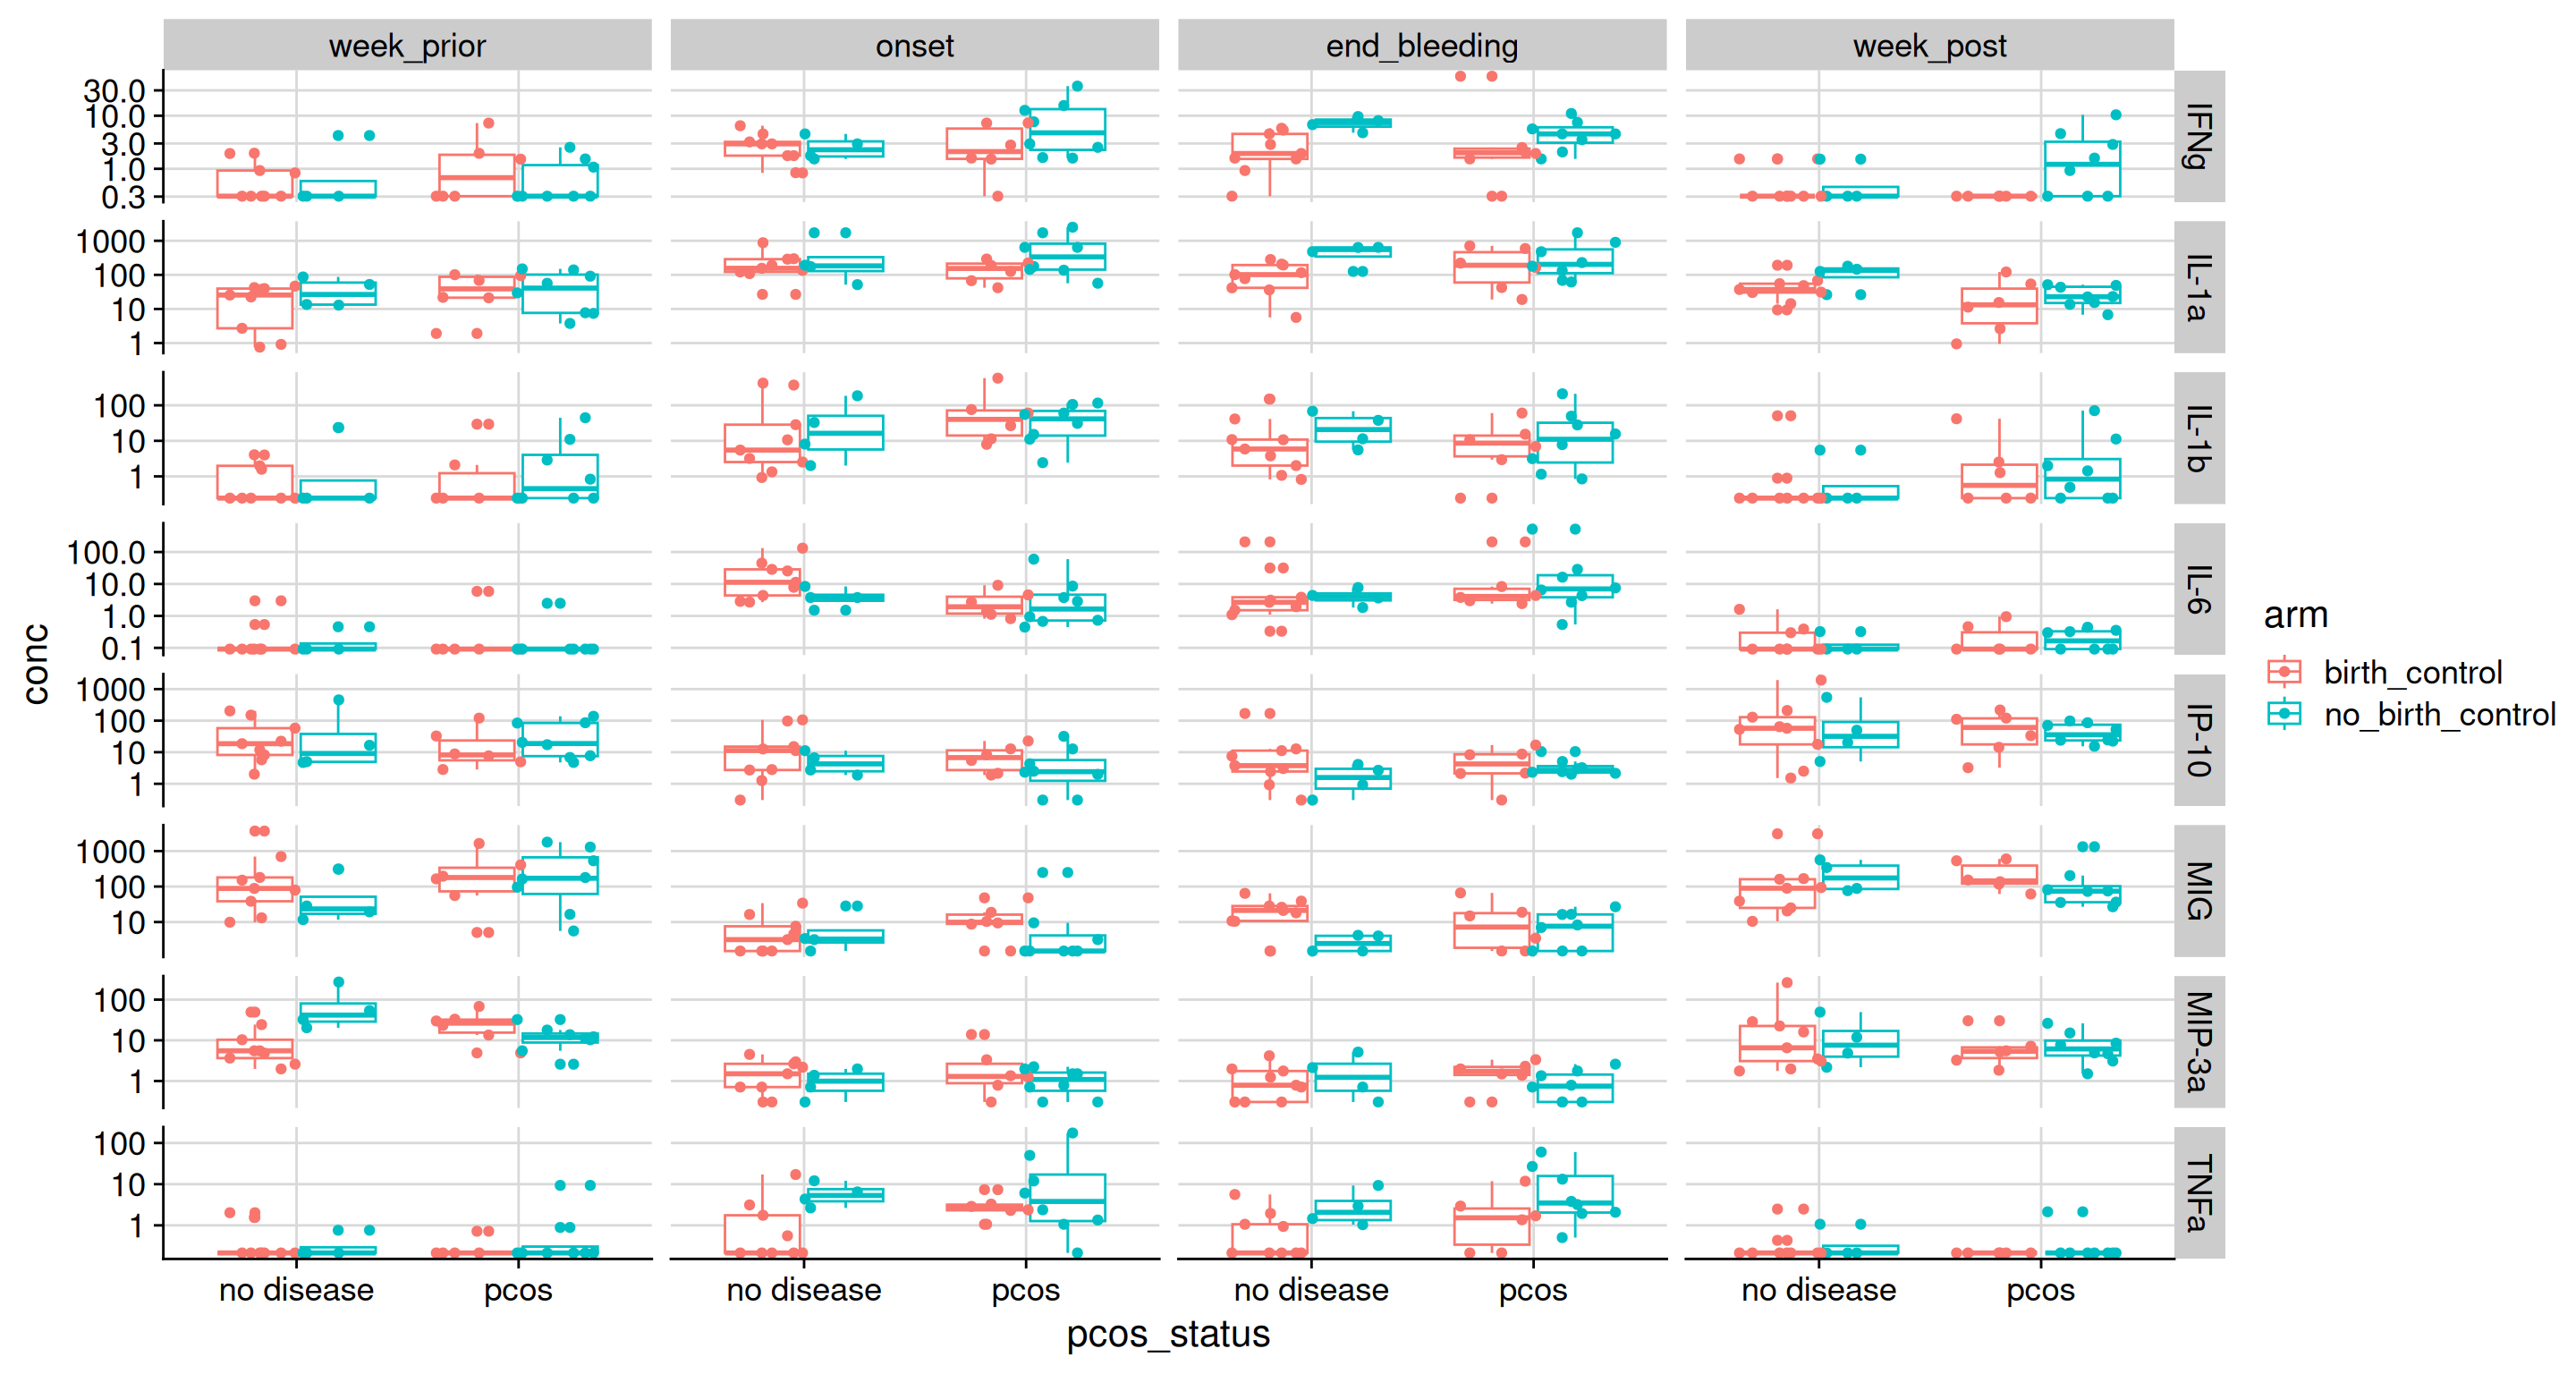 week_prior onset end_bleeding week_post
30.0
10.0
3.0
1.0
0.3
IFNg
1000
100
10
1
IL-1a
100
10
1
IL-1b
100.0
10.0
1.0
0.1
IL-6
1000
100
10
1
IP-10
1000
100
10
MIG
100
10
1
MIP-3a
100
10
1
TNFa
conc
no disease pcos no disease pcos no disease pcos no disease pcos
pcos_status
arm
birth_control
no_birth_control